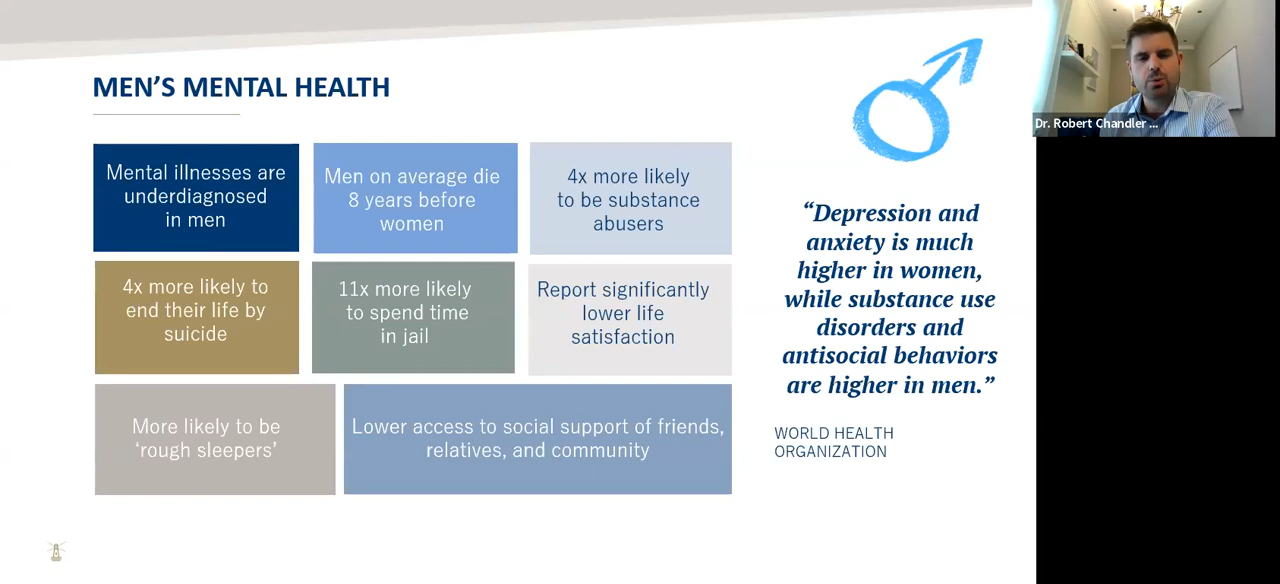 MEN'S MENTAL HEALTH
Mental illnesses are
underdiagnosed
in men
Men on average die
8 years before
women
4x more likely
to be substance
abusers
4x more likely to
end their life by
suicide
11x more likely
to spend time
in jail
Report significantly
lower life
satisfaction
More likely to be
‘rough sleepers’
Lower access to social support of friends,
relatives, and community
“Depression and
anxiety is much
higher in women,
while substance use
disorders and
antisocial behaviors
are higher in men.”
WORLD HEALTH
ORGANIZATION
Dr. Robert Chandler ...